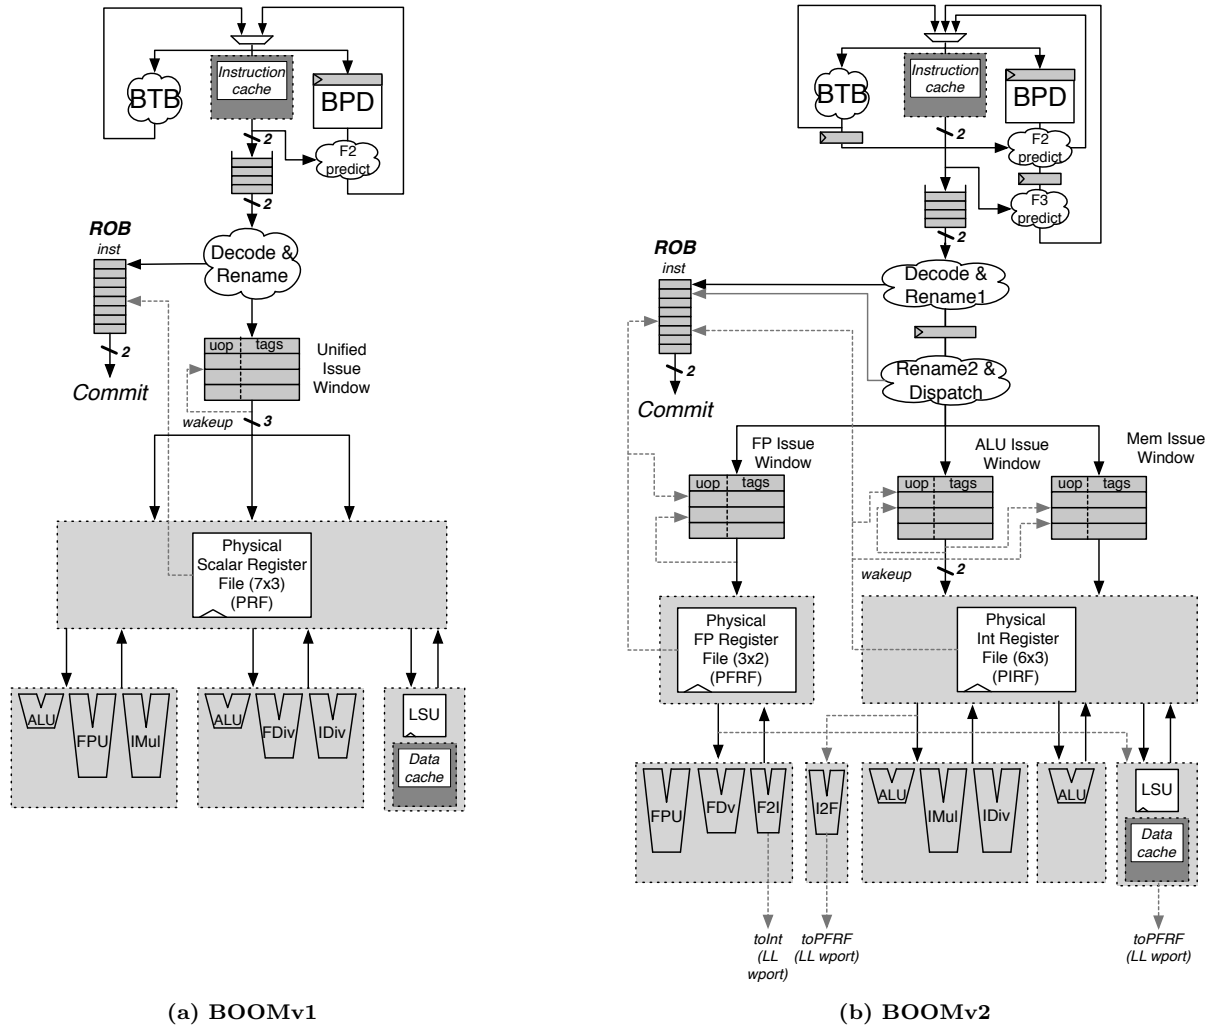 BTB
Instruction
cache
BPD
2
F2
predict
2
ROB
inst
Decode &
Rename
2
Commit
uop tags
Unified
Issue
Window
wakeup
3
Physical
Scalar Register
File (7x3)
(PRF)
ALU
FPU
IMul
ALU
FDiv
IDiv
LSU
Data
cache
(a) BOOMv1
BTB
Instruction
cache
BPD
2
F2
predict
F3
predict
2
ROB
inst
Decode &
Rename1
2
Commit
Rename2 &
Dispatch
FP Issue
Window
uop tags
ALU Issue
Window
uop tags
Mem Issue
Window
uop tags
wakeup
2
Physical
FP Register
File (3x2)
(PFRF)
Physical
Int Register
File (6x3)
(PIRF)
FPU
FDv
F2I
I2F
ALU
IMul
IDiv
ALU
LSU
Data
cache
toInt
(LL
wport)
toPFRF
(LL wport)
toPFRF
(LL wport)
(b) BOOMv2